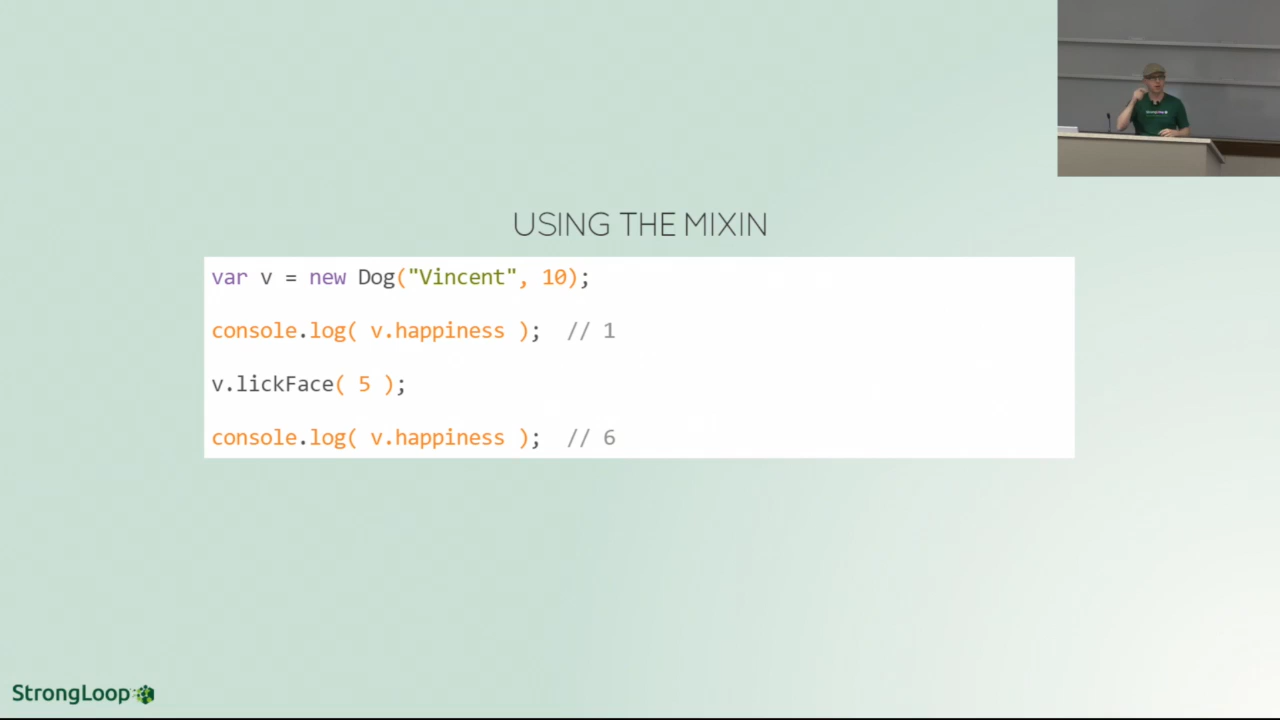 USING THE MIXIN
var v = new Dog("Vincent", 10);
console.log( v.happiness );  // 1
v.lickFace( 5 );
console.log( v.happiness );  // 6
StrongLoop
StrongLoop